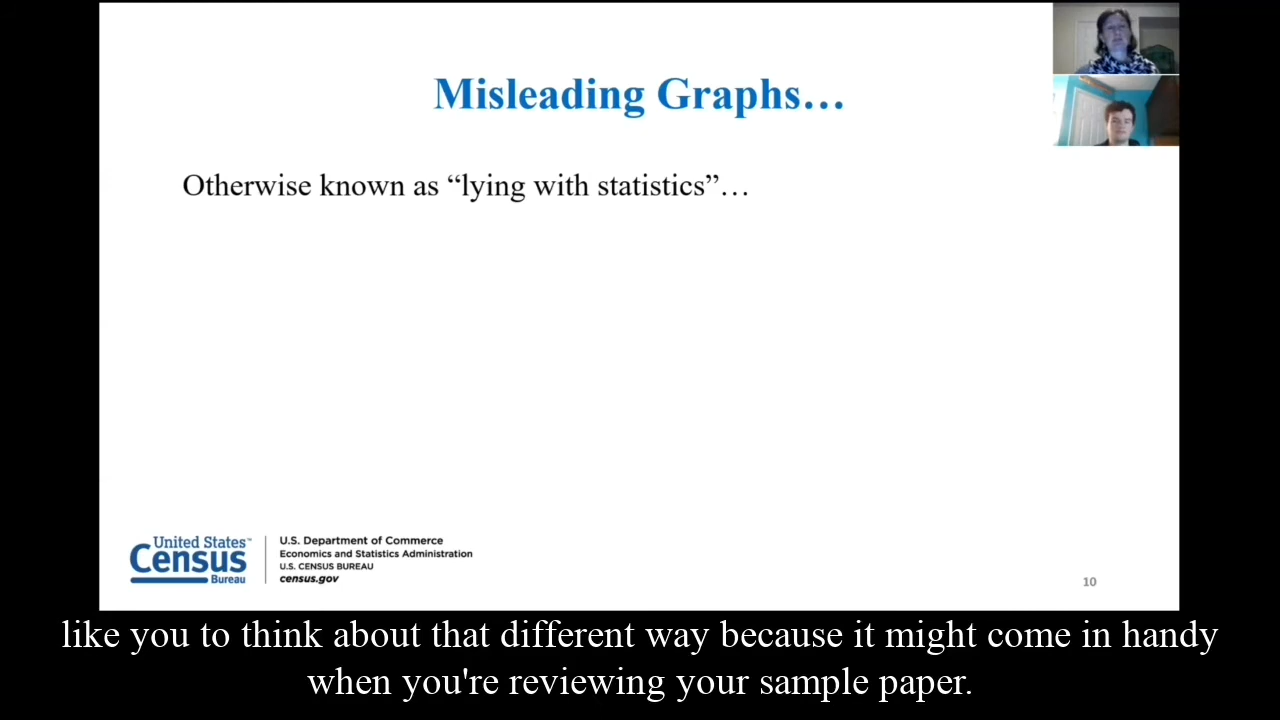 Misleading Graphs…
Otherwise known as “lying with statistics”…
United States™
Census
Bureau
U.S. Department of Commerce
Economics and Statistics Administration
U.S. CENSUS BUREAU
census.gov
10
like you to think about that different way because it might come in handy
when you're reviewing your sample paper.